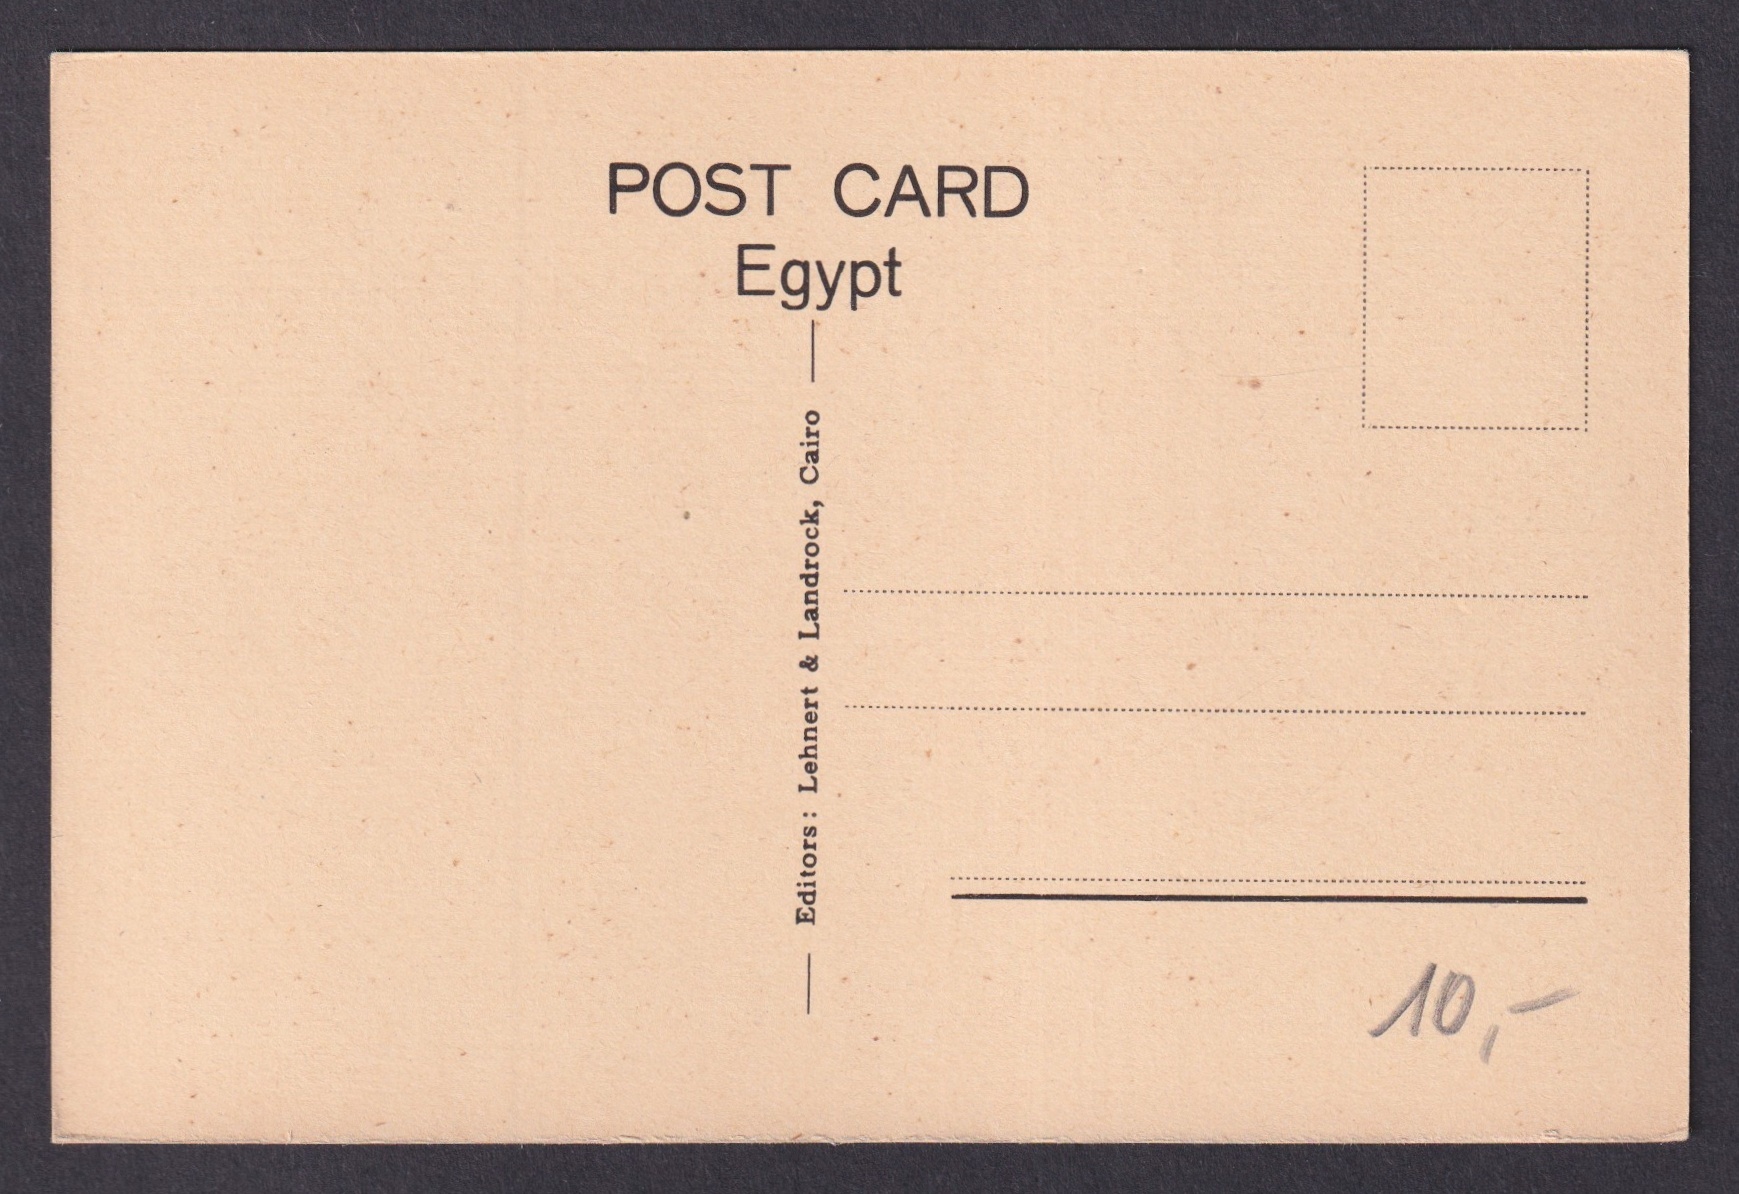 POST CARD
Egypt
Editors: Lehnert & Landrock, Cairo
10,-